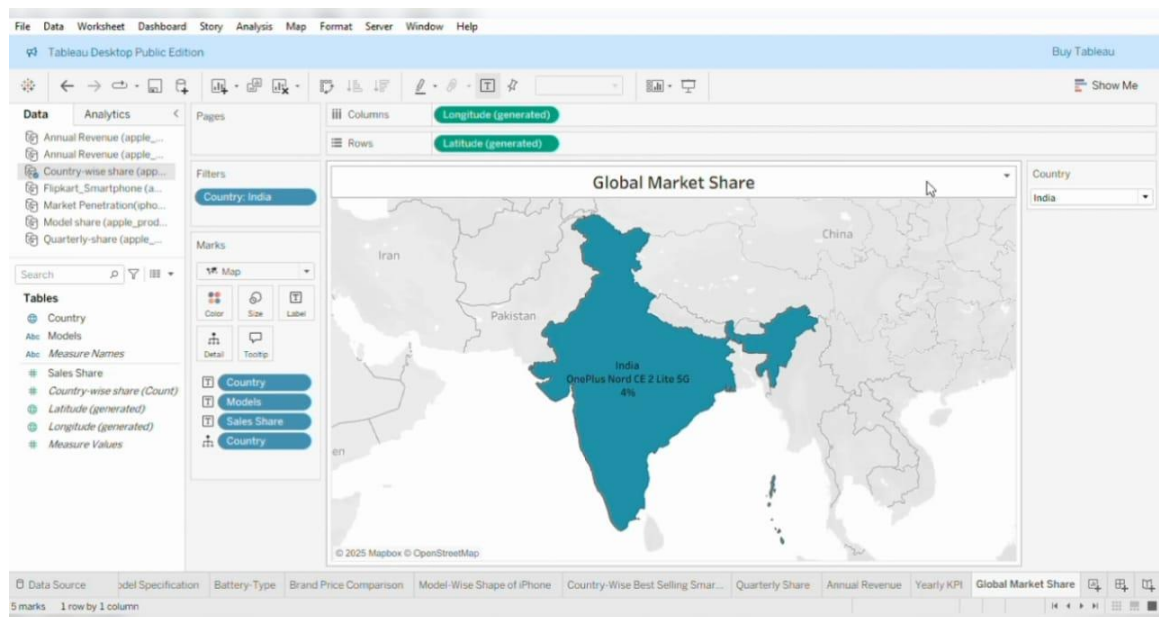 File Data Worksheet Dashboard Story Analysis Map Format Server Window Help
Tableau Desktop Public Edition
Buy Tableau
Show Me
Data Analytics
Pages
Columns
Longitude (generated)
Rows
Latitude (generated)
Annual Revenue (apple_...
Annual Revenue (apple_...
Country-wise share (app...
Flipkart_Smartphone (a...
Market Penetration(ipho...
Model share (apple_prod...
Quarterly-share (apple_...
Search
Tables
Country
Abc Models
Abc Measure Names
# Sales Share
# Country-wise share (Count)
Latitude (generated)
Longitude (generated)
# Measure Values
Filters
Country: India
Marks
Map
Color Size Label
Detail Tooltip
Country
Models
Sales Share
Country
Global Market Share
Iran
China
Pakistan
India
OnePlus Nord CE 2 Lite 5G
4%
en
© 2025 Mapbox © OpenStreetMap
Country
India
Data Source odel Specification Battery-Type Brand Price Comparison Model-Wise Shape of iPhone Country-Wise Best Selling Smar... Quarterly Share Annual Revenue Yearly KPI Global Market Share
5 marks 1 row by 1 column